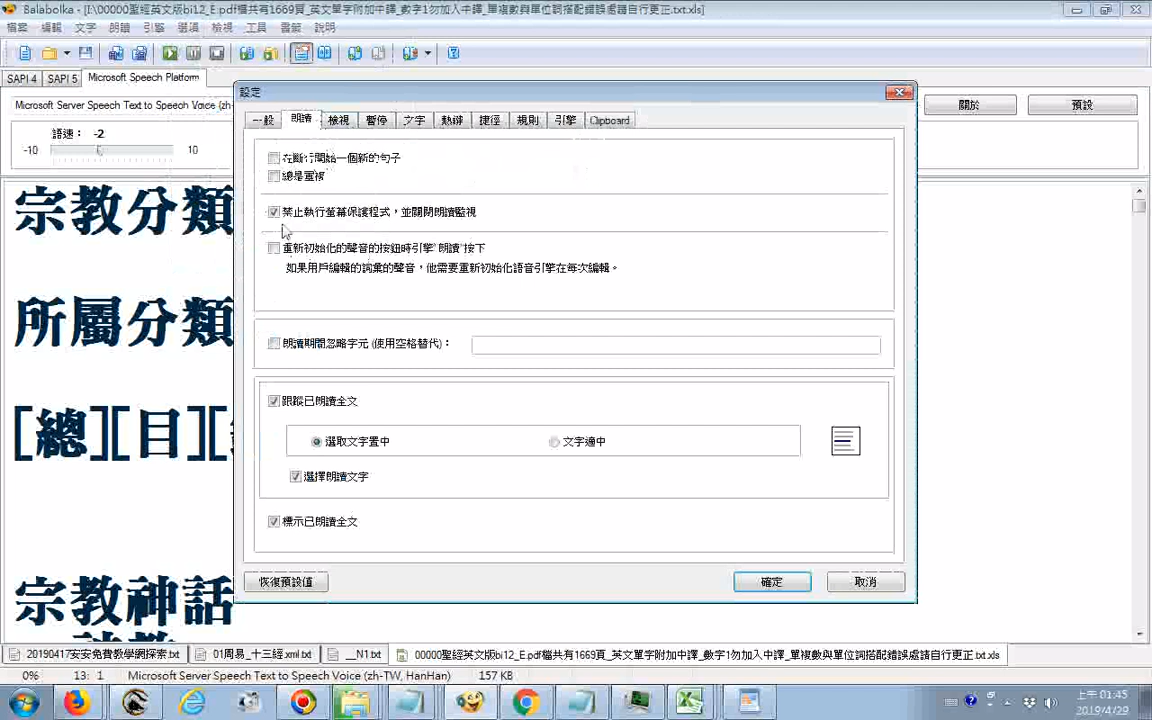 Balabolka - [I:\00000聖經英文版bi12_E.pdf檔共有1669頁_英文單字附加中譯_數字1勿加入中譯_單複數與單位詞搭配錯誤處請自行更正.txt.xls]
檔案 編輯 文字 朗讀 引擎 選項 檢視 工具 書籤 說明
SAPI 4 SAPI 5 Microsoft Speech Platform
Microsoft Server Speech Text to Speech Voice (zh-
關於 預設
語速： -2
-10 10
宗教分類
所屬分類
[總][目]
宗教神話
設定
一般 朗讀 檢視 暫停 文字 熱鍵 捷徑 規則 引擎 Clipboard
在斷行開始一個新的句子
總是重複
禁止執行螢幕保護程式，並關閉朗讀監視
重新初始化的聲音的按鈕時引擎"朗讀"按下
如果用戶編輯的詞彙的聲音，他需要重新初始化語音引擎在每次編輯。
朗讀期間忽略字元 (使用空格替代)：
跟蹤已朗讀全文
選取文字置中 文字適中
選擇朗讀文字
標示已朗讀全文
恢復預設值 確定 取消
20190417安安免費教學網探索.txt 01周易_十三經.xml.txt __N1.txt 00000聖經英文版bi12_E.pdf檔共有1669頁_英文單字附加中譯_數字1勿加入中譯_單複數與單位詞搭配錯誤處請自行更正.txt.xls
0% 13: 1 Microsoft Server Speech Text to Speech Voice (zh-TW, HanHan) 157 KB
上午 01:45
2019/4/29